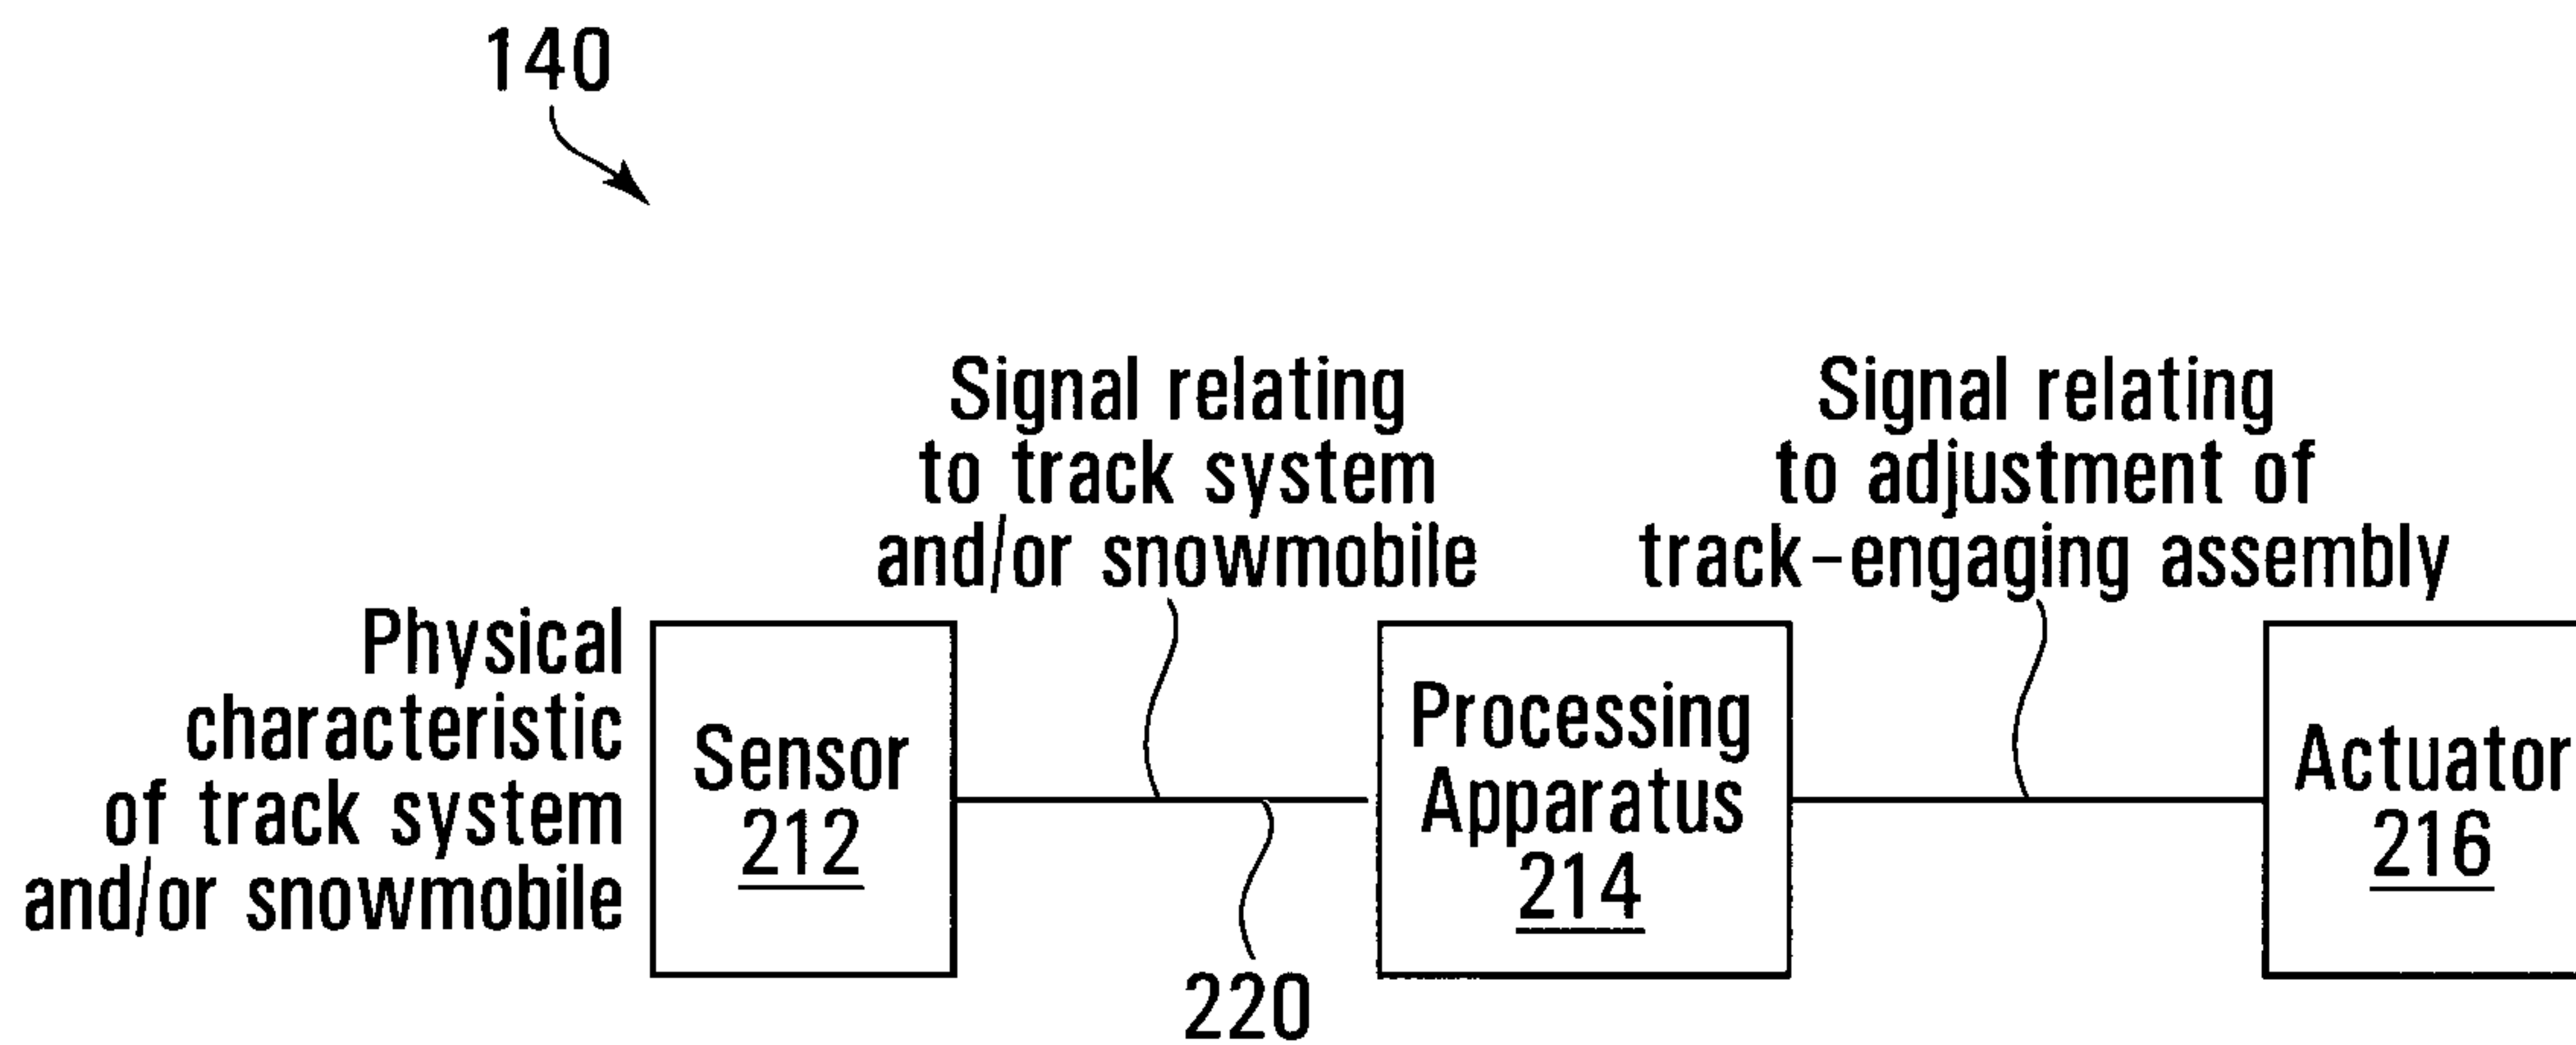 140
Signal relating
to track system
and/or snowmobile
Signal relating
to adjustment of
track-engaging assembly
Physical
characteristic
of track system
and/or snowmobile
Sensor
212
Processing
Apparatus
214
Actuator
216
220